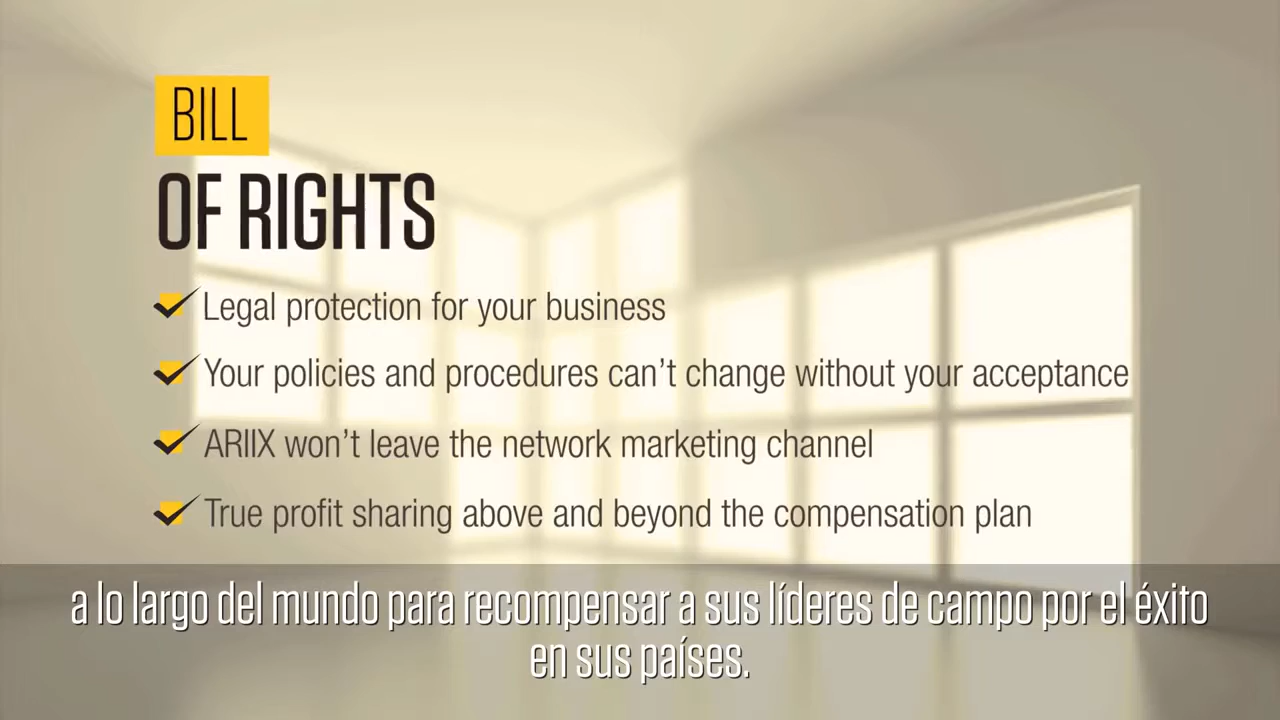 BILL
OF RIGHTS
Legal protection for your business
Your policies and procedures can't change without your acceptance
ARIIX won't leave the network marketing channel
True profit sharing above and beyond the compensation plan
a lo largo del mundo para recompensar a sus líderes de campo por el éxito
en sus países.